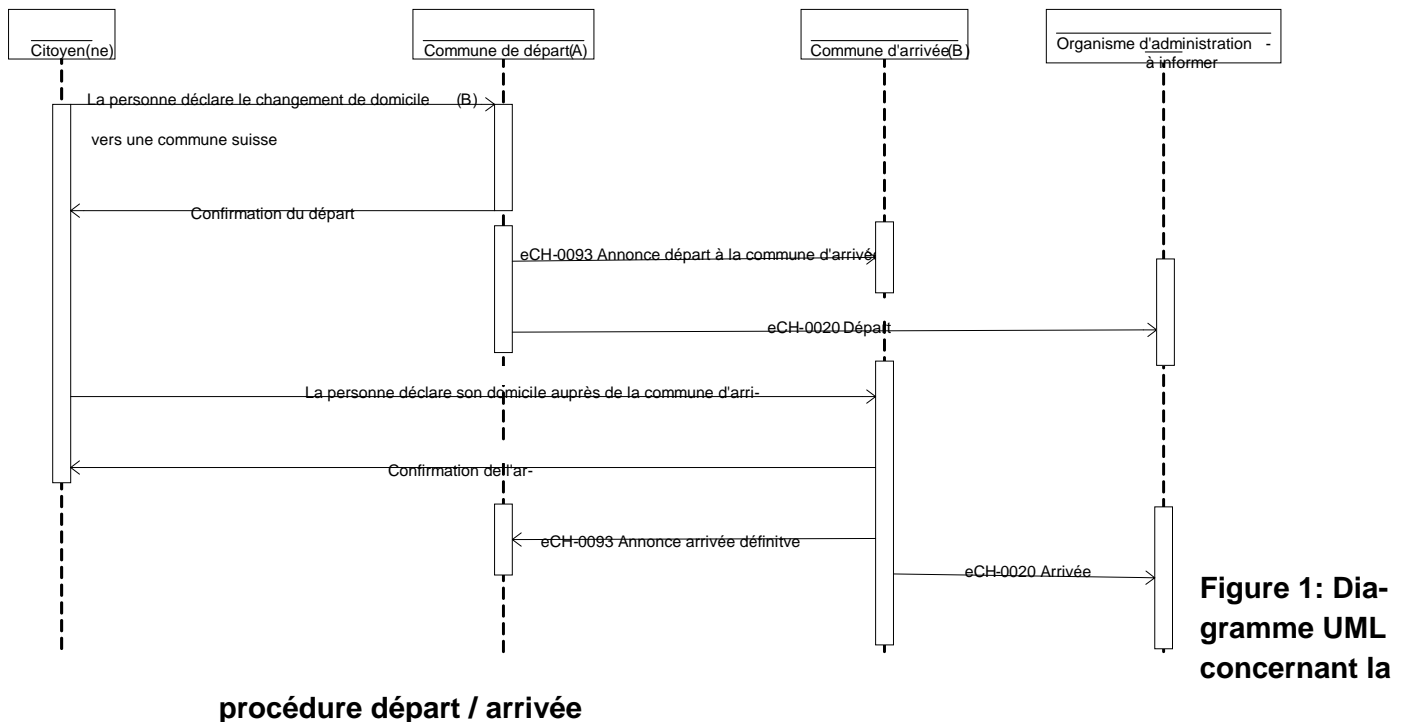 Citoyen(ne)
Commune de départ(A)
Commune d'arrivée(B)
Organisme d'administration -
à informer
La personne déclare le changement de domicile (B)
vers une commune suisse
Confirmation du départ
eCH-0093 Annonce départ à la commune d'arrivée
eCH-0020 Départ
La personne déclare son domicile auprès de la commune d'arri-
Confirmation dell'ar-
eCH-0093 Annonce arrivée définitve
eCH-0020 Arrivée
Figure 1: Dia-
gramme UML
concernant la
procédure départ / arrivée